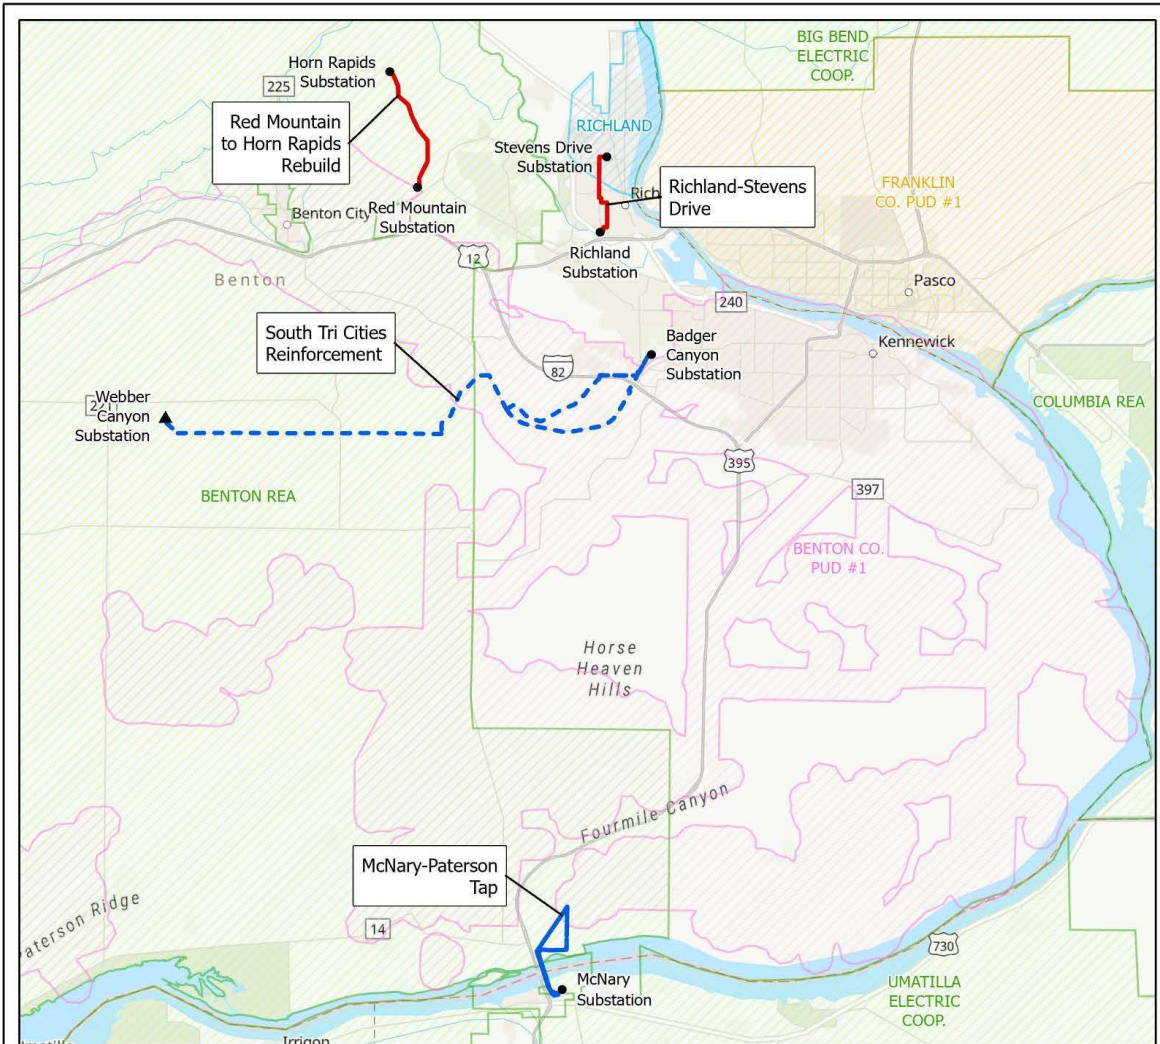 BIG BEND
ELECTRIC
COOP.
Horn Rapids
Substation
225
Red Mountain
to Horn Rapids
Rebuild
RICHLAND
Stevens Drive
Substation
Richland-Stevens
Drive
Rich
FRANKLIN
CO. PUD #1
Benton City
Red Mountain
Substation
Richland
Substation
12
Benton
Pasco
240
South Tri Cities
Reinforcement
Badger
Canyon
Substation
Kennewick
82
Webber
Canyon
Substation
COLUMBIA REA
395
397
BENTON REA
BENTON CO.
PUD #1
Horse
Heaven
Hills
Fourmile Canyon
McNary-Paterson
Tap
Paterson Ridge
14
730
McNary
Substation
UMATILLA
ELECTRIC
COOP.
Irrigon